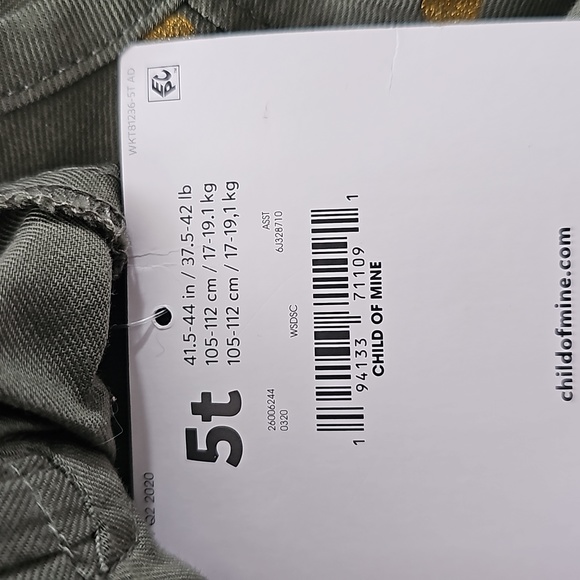 WKT81236-5T AO
EPC
5t
41.5-44 in / 37.5-42 lb
105-112 cm / 17-19.1 kg
105-112 cm / 17-19,1 kg
26006244
0320
WSDSC
ASST
6J328710
1 94133 71109 1
CHILD OF MINE
Q2 2020
childofmine.com